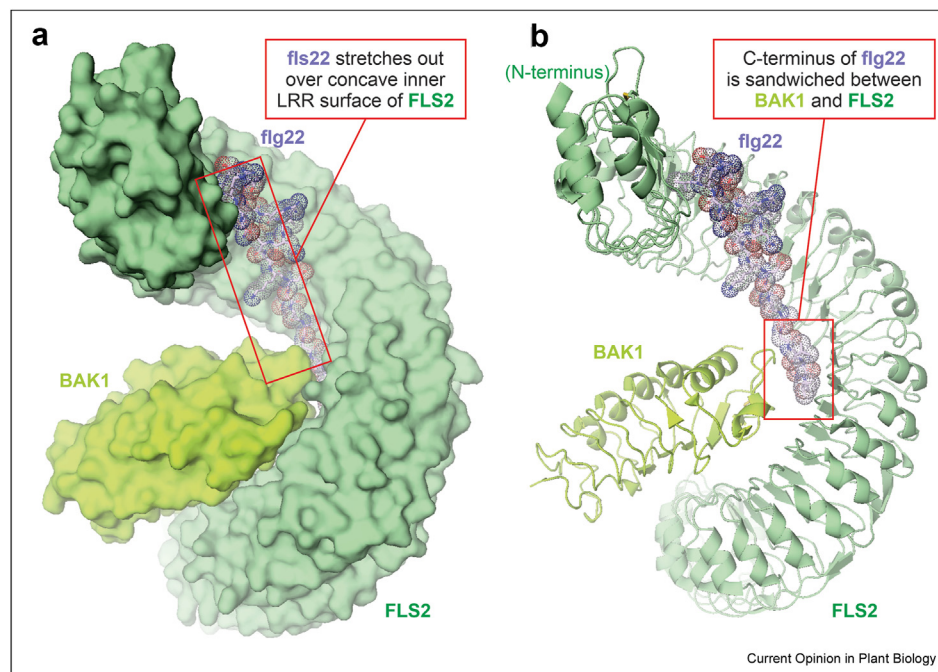 a
fls22 stretches out
over concave inner
LRR surface of FLS2
flg22
BAK1
FLS2
b
C-terminus of flg22
is sandwiched between
BAK1 and FLS2
(N-terminus)
flg22
BAK1
FLS2
Current Opinion in Plant Biology